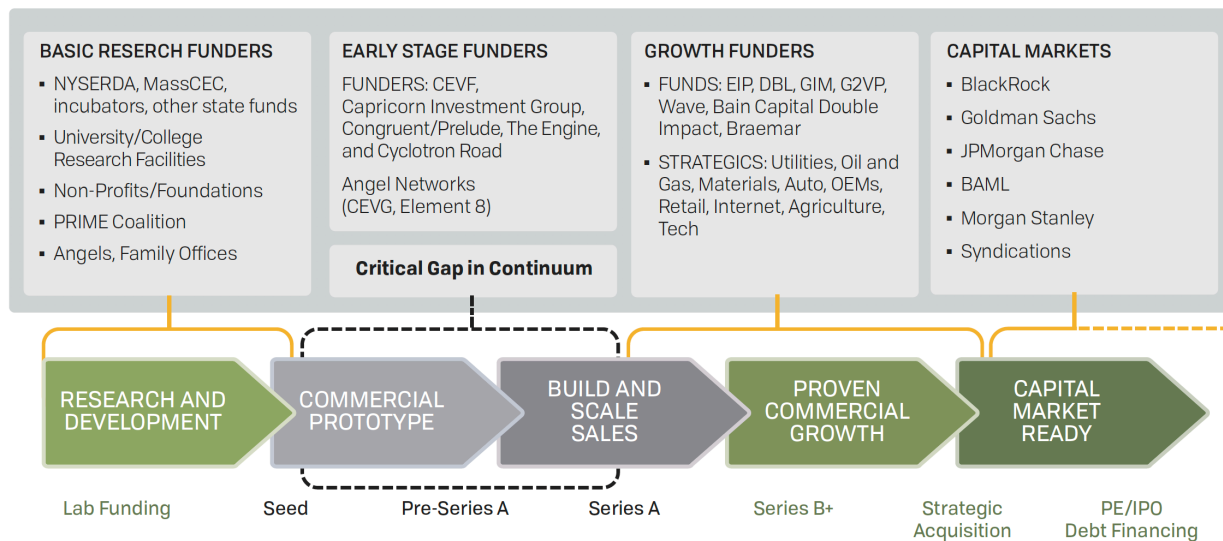 BASIC RESERCH FUNDERS
▪ NYSERDA, MassCEC,
incubators, other state funds
▪ University/College
Research Facilities
▪ Non-Profits/Foundations
▪ PRIME Coalition
▪ Angels, Family Offices
EARLY STAGE FUNDERS
FUNDERS: CEVF,
Capricorn Investment Group,
Congruent/Prelude, The Engine,
and Cyclotron Road
Angel Networks
(CEVG, Element 8)
Critical Gap in Continuum
GROWTH FUNDERS
▪ FUNDS: EIP, DBL, GIM, G2VP,
Wave, Bain Capital Double
Impact, Braemar
▪ STRATEGICS: Utilities, Oil and
Gas, Materials, Auto, OEMs,
Retail, Internet, Agriculture,
Tech
CAPITAL MARKETS
▪ BlackRock
▪ Goldman Sachs
▪ JPMorgan Chase
▪ BAML
▪ Morgan Stanley
▪ Syndications
RESEARCH AND
DEVELOPMENT
COMMERCIAL
PROTOTYPE
BUILD AND
SCALE
SALES
PROVEN
COMMERCIAL
GROWTH
CAPITAL
MARKET
READY
Lab Funding
Seed
Pre-Series A
Series A
Series B+
Strategic
Acquisition
PE/IPO
Debt Financing